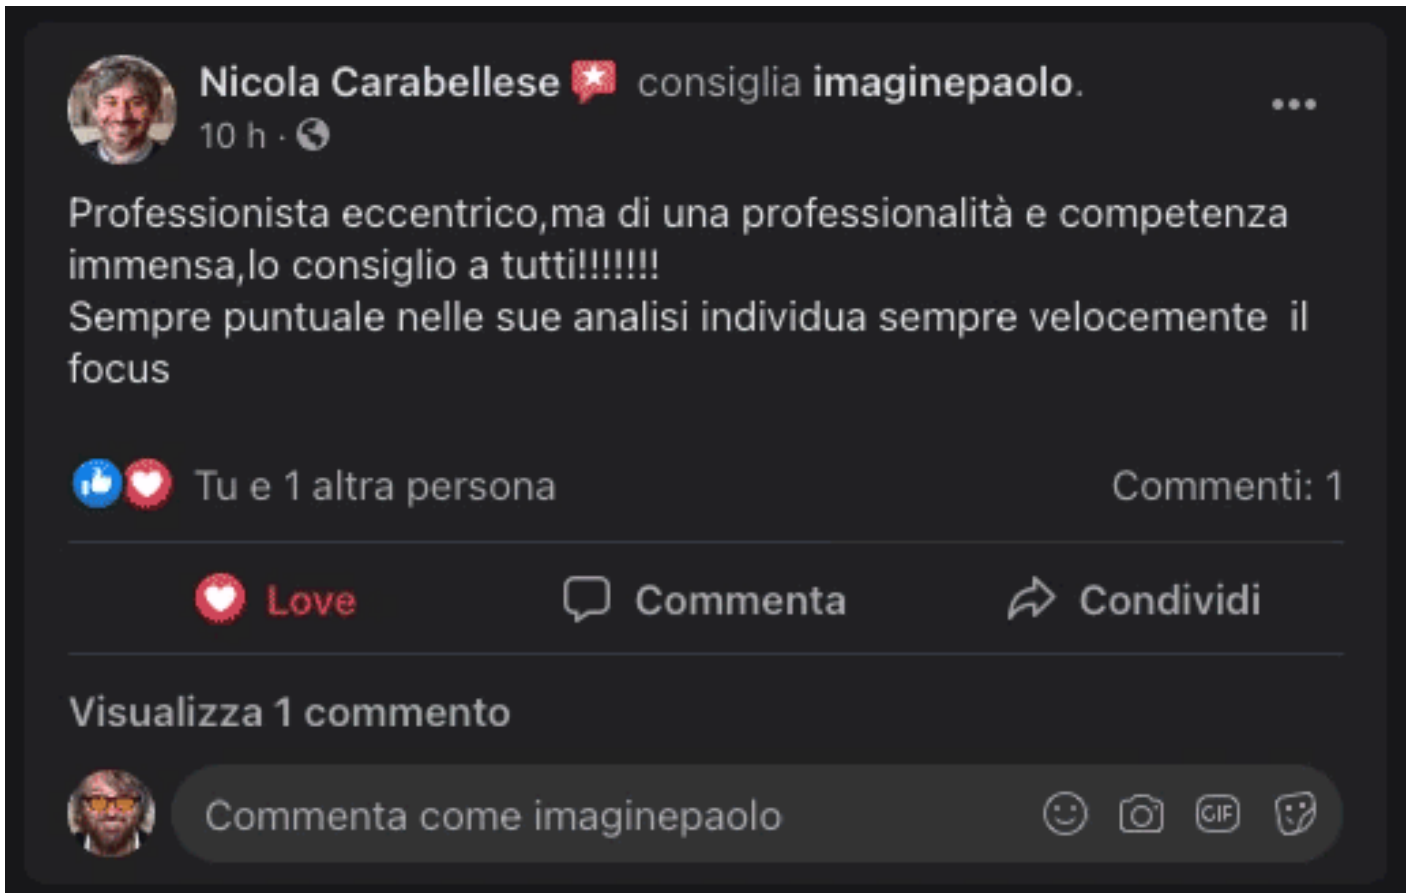 Nicola Carabellese consiglia imaginepaolo.
10 h ·
Professionista eccentrico,ma di una professionalità e competenza
immensa,lo consiglio a tutti!!!!!!!
Sempre puntuale nelle sue analisi individua sempre velocemente  il
focus
Tu e 1 altra persona Commenti: 1
Love Commenta Condividi
Visualizza 1 commento
Commenta come imaginepaolo GIF